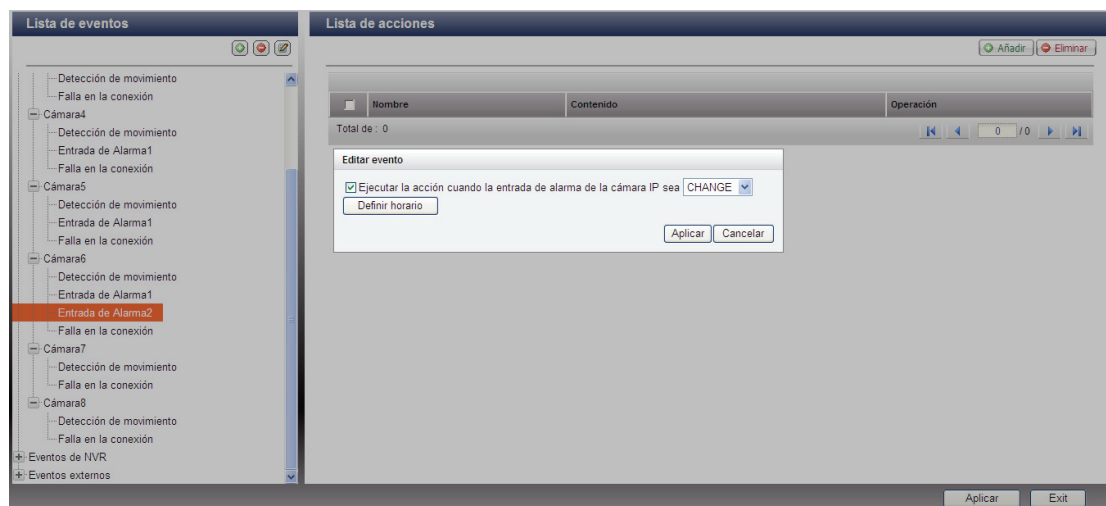 Lista de eventos
Lista de acciones
Añadir
Eliminar
Detección de movimiento
Falla en la conexión
Cámara4
Detección de movimiento
Entrada de Alarma1
Falla en la conexión
Cámara5
Detección de movimiento
Entrada de Alarma1
Falla en la conexión
Cámara6
Detección de movimiento
Entrada de Alarma1
Entrada de Alarma2
Falla en la conexión
Cámara7
Detección de movimiento
Falla en la conexión
Cámara8
Detección de movimiento
Falla en la conexión
Eventos de NVR
Eventos externos
Nombre Contenido Operación
Total de : 0
0 / 0
Editar evento
Ejecutar la acción cuando la entrada de alarma de la cámara IP sea CHANGE
Definir horario
Aplicar Cancelar
Aplicar Exit